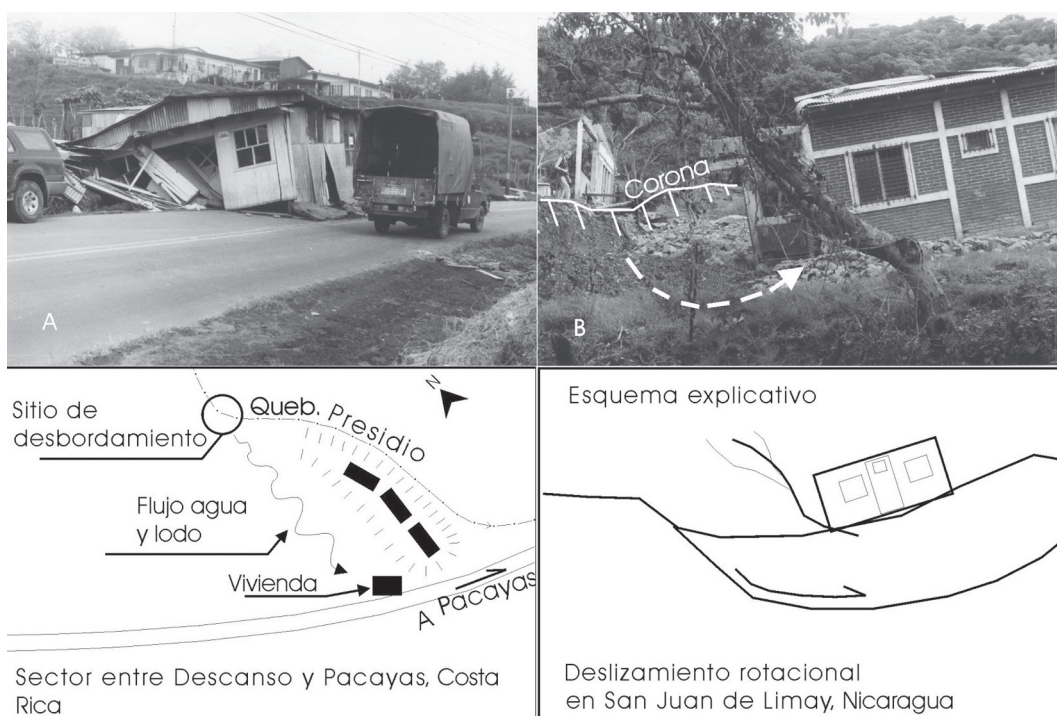 A
Corona
B
Sitio de
desbordamiento
Queb. Presidio
N
Flujo agua
y lodo
Vivienda
A Pacayas
Sector entre Descanso y Pacayas, Costa
Rica
Esquema explicativo
Deslizamiento rotacional
en San Juan de Limay, Nicaragua